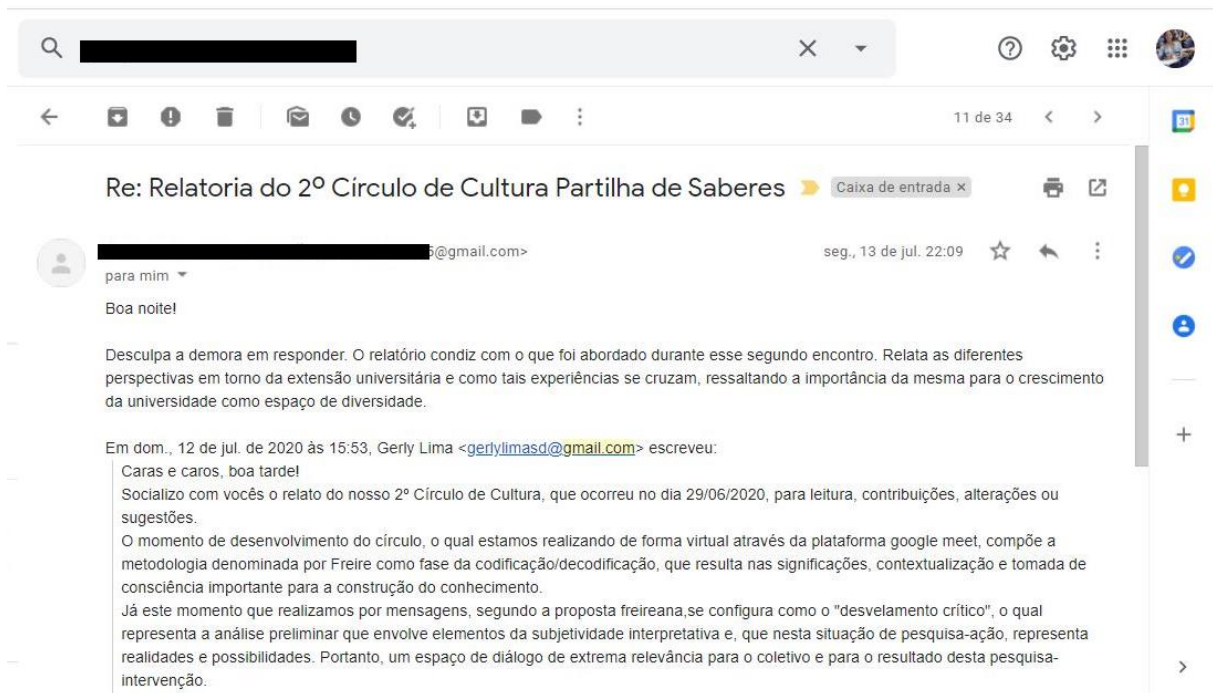 11 de 34
31
Re: Relatoria do 2º Círculo de Cultura Partilha de Saberes
Caixa de entrada ×
@gmail.com>
seg., 13 de jul. 22:09
para mim
Boa noite!
Desculpa a demora em responder. O relatório condiz com o que foi abordado durante esse segundo encontro. Relata as diferentes
perspectivas em torno da extensão universitária e como tais experiências se cruzam, ressaltando a importância da mesma para o crescimento
da universidade como espaço de diversidade.
Em dom., 12 de jul. de 2020 às 15:53, Gerly Lima <gerlylimasd@gmail.com> escreveu:
Caras e caros, boa tarde!
Socializo com vocês o relato do nosso 2º Círculo de Cultura, que ocorreu no dia 29/06/2020, para leitura, contribuições, alterações ou
sugestões.
O momento de desenvolvimento do círculo, o qual estamos realizando de forma virtual através da plataforma google meet, compõe a
metodologia denominada por Freire como fase da codificação/decodificação, que resulta nas significações, contextualização e tomada de
consciência importante para a construção do conhecimento.
Já este momento que realizamos por mensagens, segundo a proposta freireana,se configura como o "desvelamento crítico", o qual
representa a análise preliminar que envolve elementos da subjetividade interpretativa e, que nesta situação de pesquisa-ação, representa
realidades e possibilidades. Portanto, um espaço de diálogo de extrema relevância para o coletivo e para o resultado desta pesquisa-
intervenção.